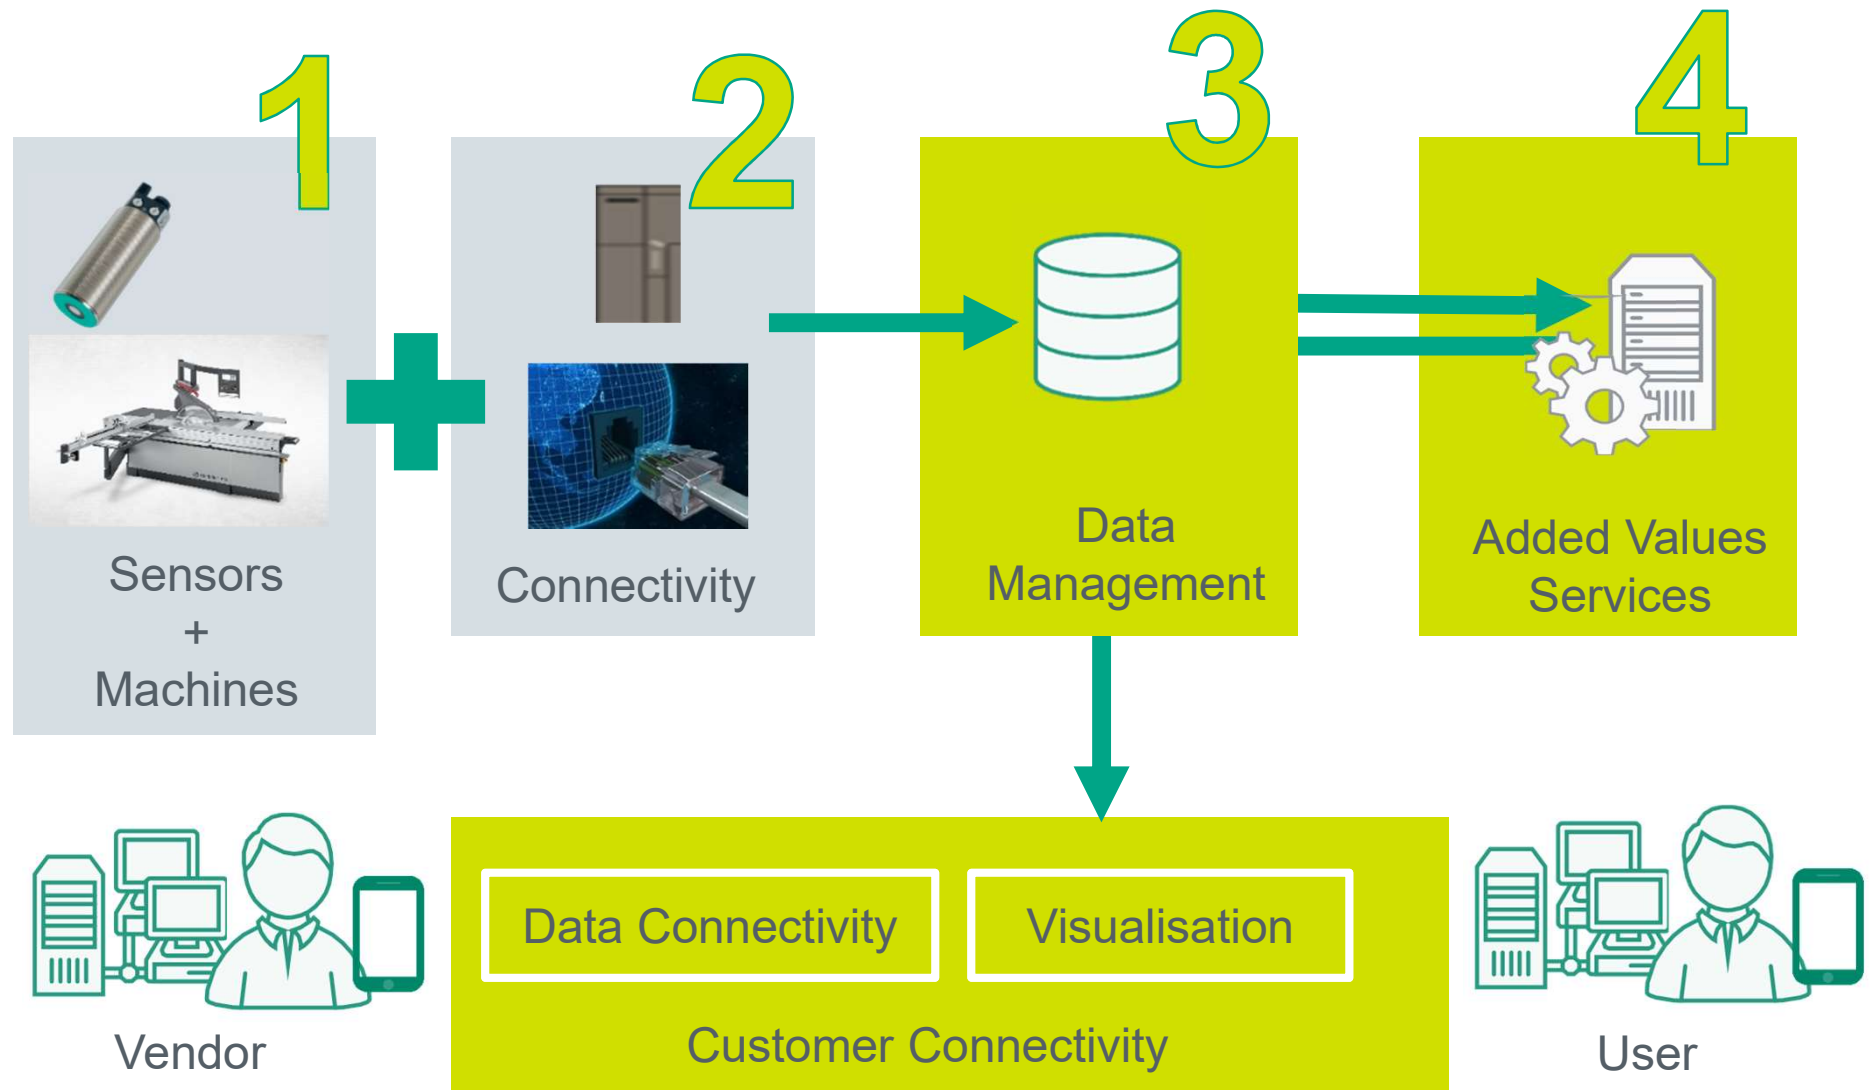 1
2
3
4
Sensors
+
Machines
Connectivity
Data
Management
Added Values
Services
Data Connectivity
Visualisation
Customer Connectivity
Vendor
User